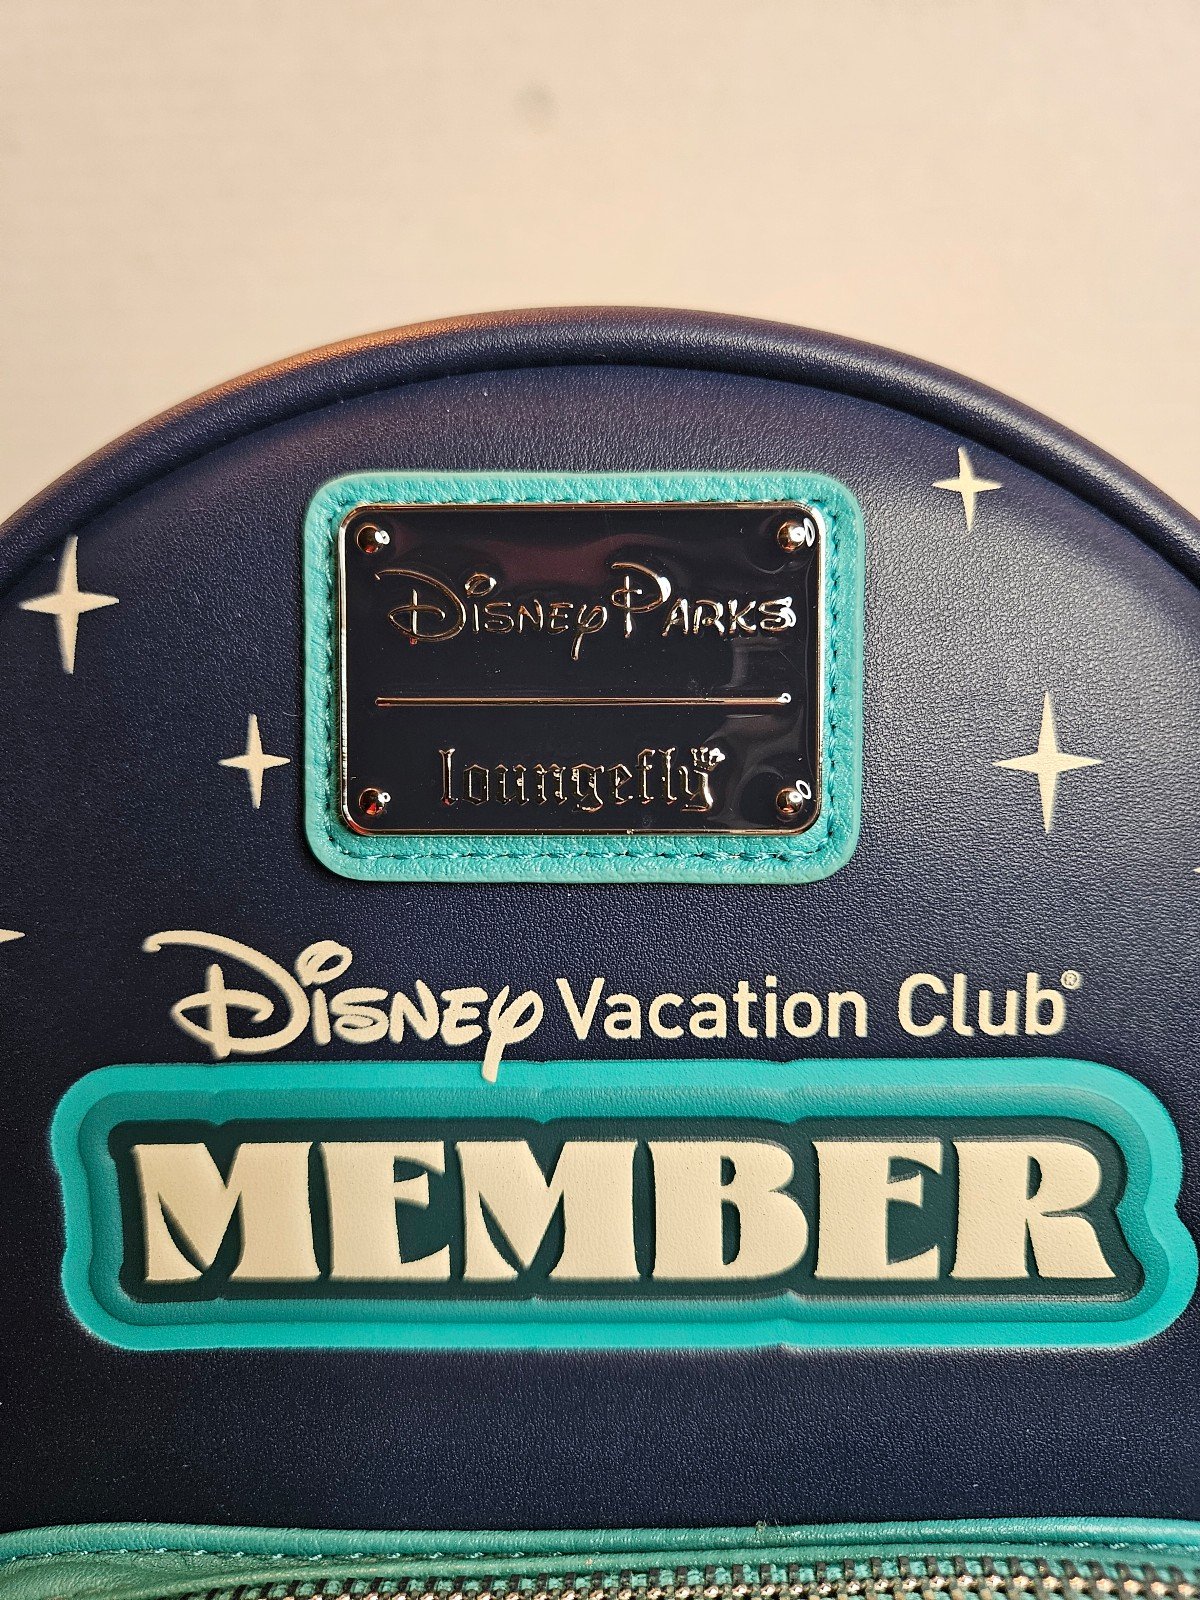 Disney Parks
loungefly
Disney Vacation Club®
MEMBER